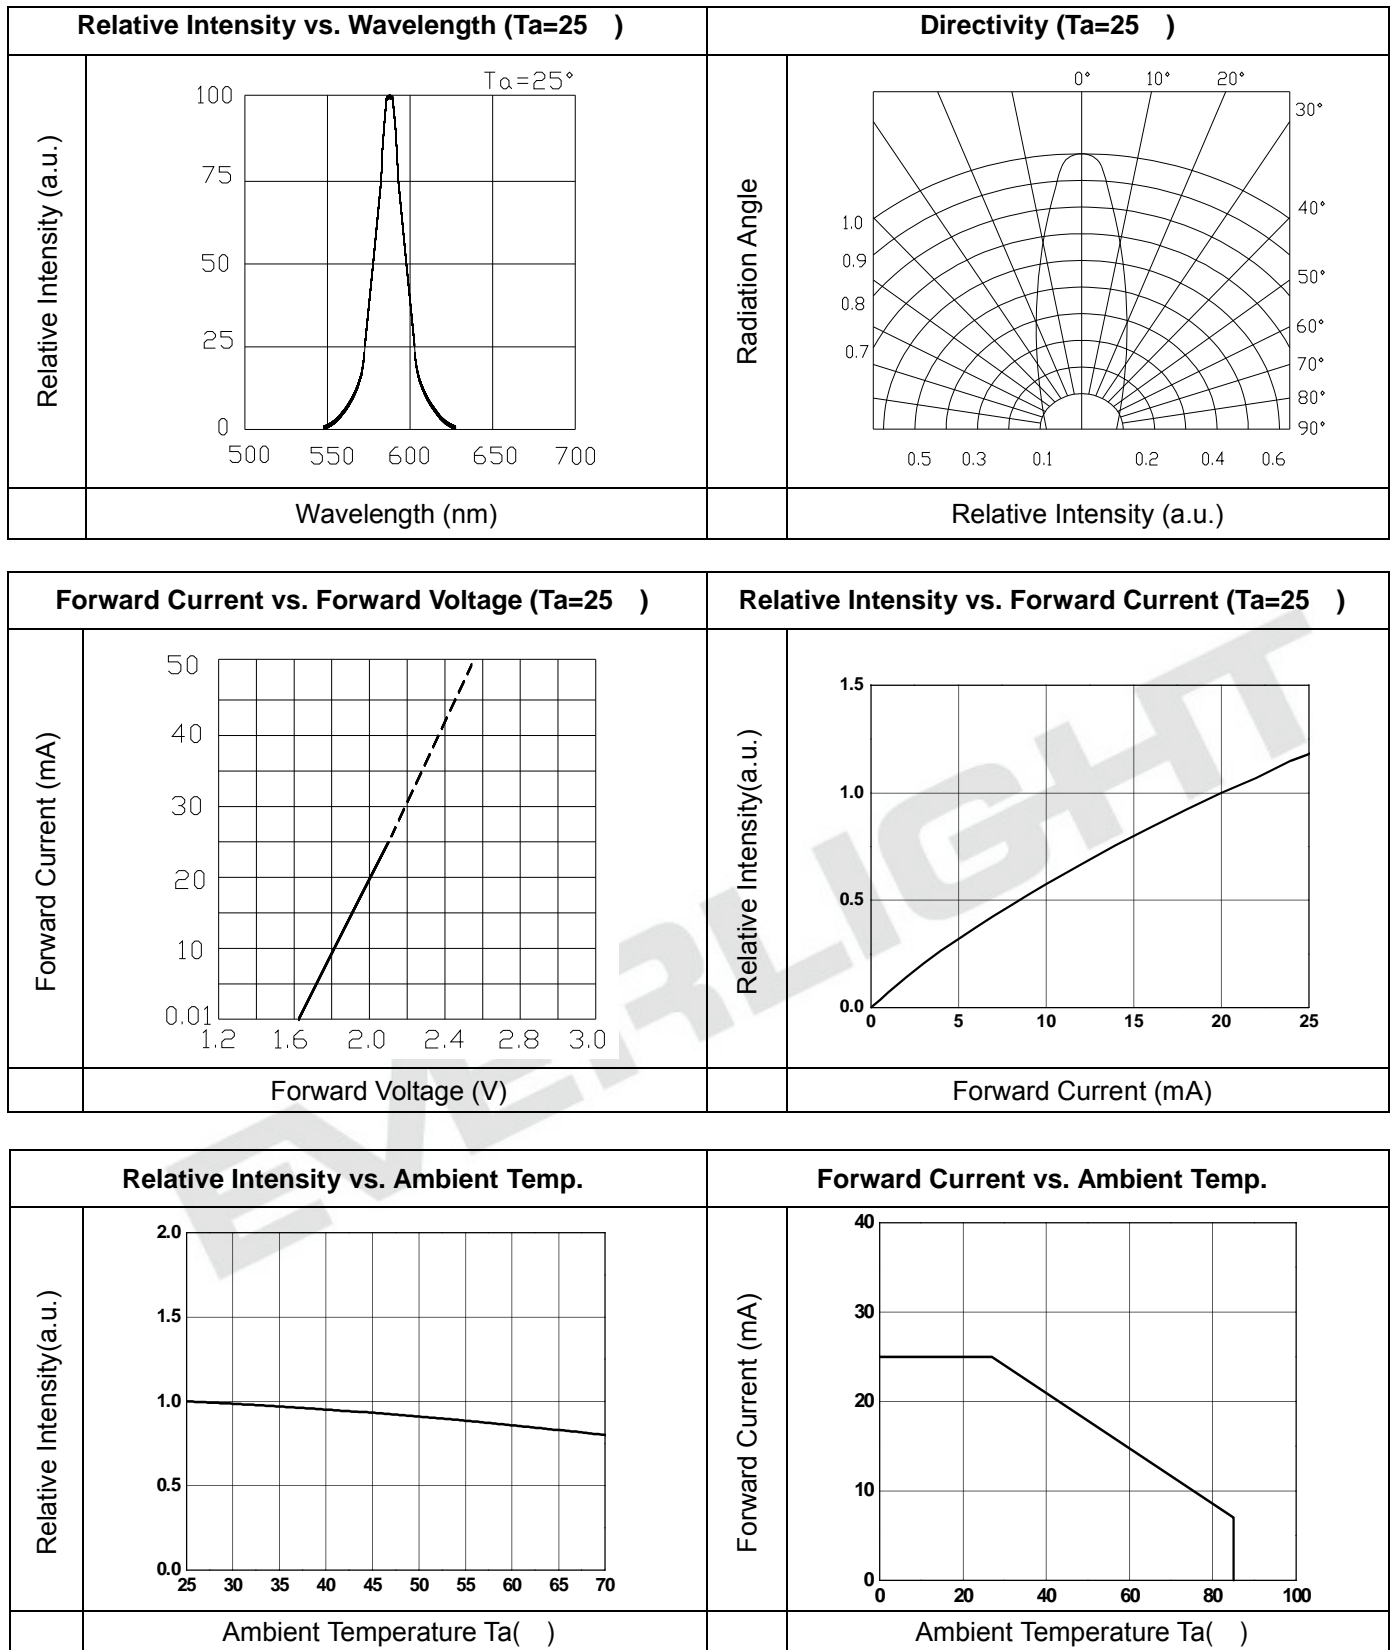 Relative Intensity vs. Wavelength (Ta=25 )
Directivity (Ta=25 )
Relative Intensity (a.u.)
Ta=25°
100
75
50
25
0
500 550 600 650 700
Wavelength (nm)
Radiation Angle
0° 10° 20°
30°
40°
50°
60°
70°
80°
90°
1.0
0.9
0.8
0.7
0.5 0.3 0.1 0.2 0.4 0.6
Relative Intensity (a.u.)
Forward Current vs. Forward Voltage (Ta=25 )
Relative Intensity vs. Forward Current (Ta=25 )
Forward Current (mA)
50
40
30
20
10
0.01
1.2 1.6 2.0 2.4 2.8 3.0
Forward Voltage (V)
Relative Intensity(a.u.)
1.5
1.0
0.5
0.0
0 5 10 15 20 25
Forward Current (mA)
EVERLIGHT
Relative Intensity vs. Ambient Temp.
Forward Current vs. Ambient Temp.
Relative Intensity(a.u.)
2.0
1.5
1.0
0.5
0.0
25 30 35 40 45 50 55 60 65 70
Ambient Temperature Ta( )
Forward Current (mA)
40
30
20
10
0
0 20 40 60 80 100
Ambient Temperature Ta( )